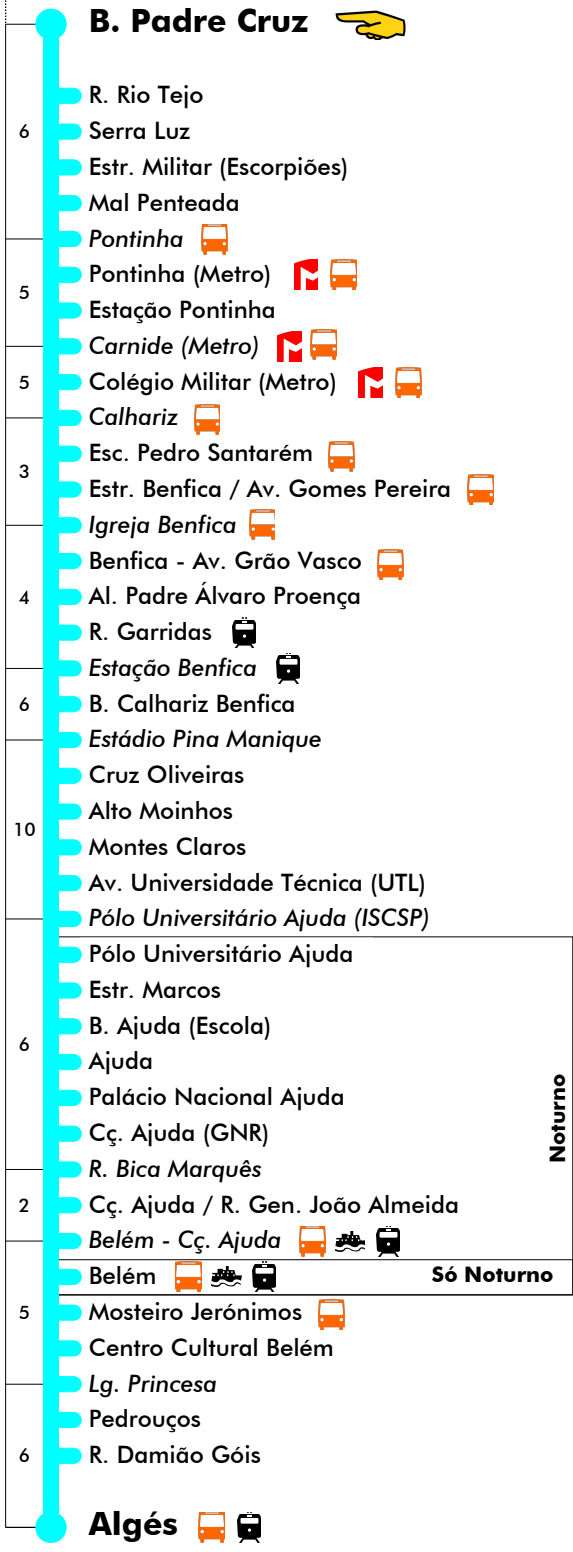 B. Padre Cruz
R. Rio Tejo
6 Serra Luz
Estr. Militar (Escorpiões)
Mal Penteada
Pontinha
Pontinha (Metro)
5
Estação Pontinha
Carnide (Metro)
5 Colégio Militar (Metro)
Calhariz
Esc. Pedro Santarém
3
Estr. Benfica / Av. Gomes Pereira
Igreja Benfica
Benfica - Av. Grão Vasco
4 Al. Padre Álvaro Proença
R. Garridas
Estação Benfica
6 B. Calhariz Benfica
Estádio Pina Manique
Cruz Oliveiras
Alto Moinhos
10
Montes Claros
Av. Universidade Técnica (UTL)
Pólo Universitário Ajuda (ISCSP)
Pólo Universitário Ajuda
Estr. Marcos
B. Ajuda (Escola)
6
Ajuda
Palácio Nacional Ajuda
Noturno
Cç. Ajuda (GNR)
R. Bica Marquês
2 Cç. Ajuda / R. Gen. João Almeida
Belém - Cç. Ajuda
Belém Só Noturno
5 Mosteiro Jerónimos
Centro Cultural Belém
Lg. Princesa
Pedrouços
6 R. Damião Góis
Algés